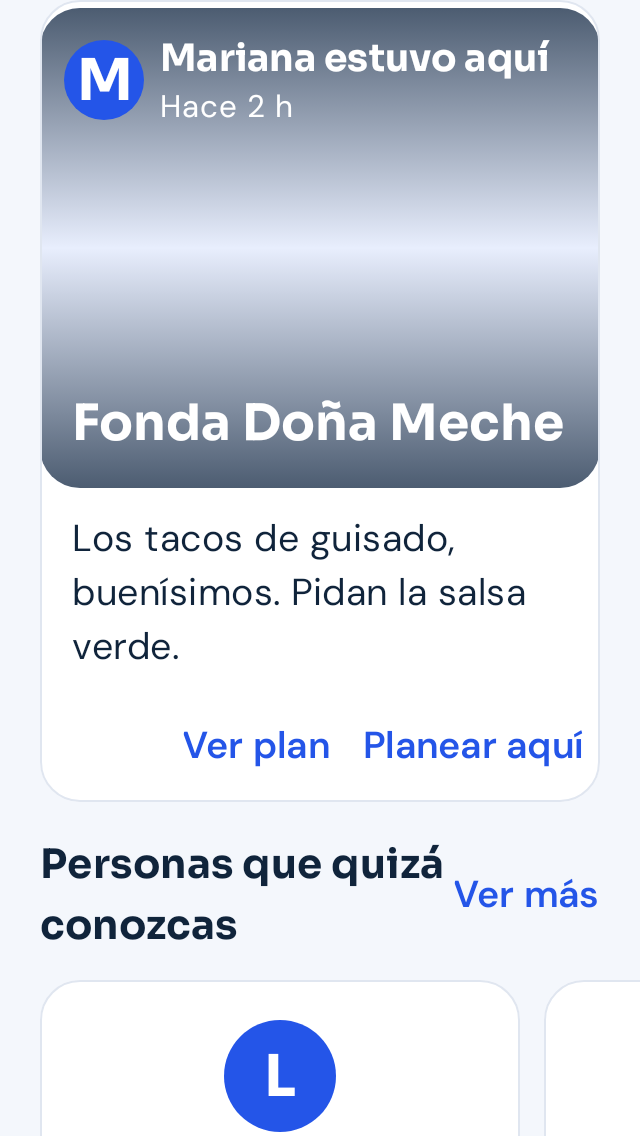 M
Mariana estuvo aquí
Hace 2 h
Fonda Doña Meche
Los tacos de guisado,
buenísimos. Pidan la salsa
verde.
Ver plan
Planear aquí
Personas que quizá
conozcas
Ver más
L